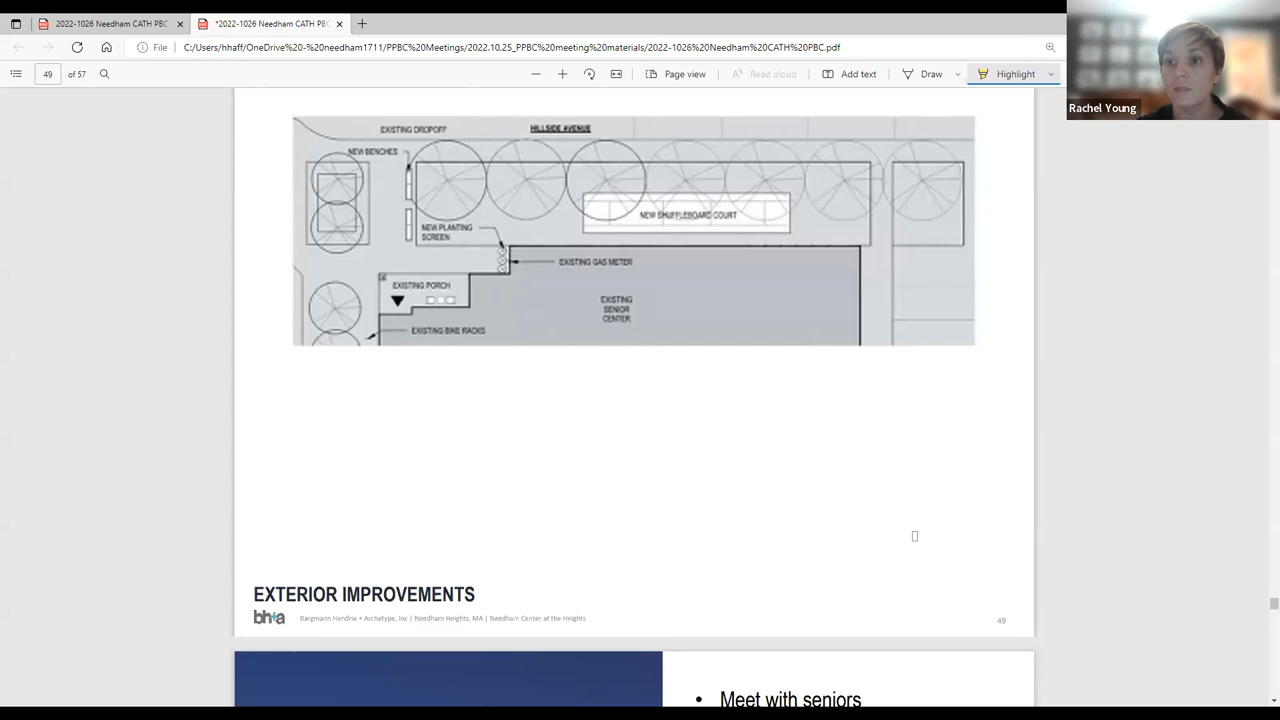 2022-1026 Needham CATH PBC
*2022-1026 Needham CATH PBC
File
C:/Users/hhaff/OneDrive%20-%20needham1711/PPBC%20Meetings/2022.10.25_PPBC%20meeting%20materials/2022-1026%20Needham%20CATH%20PBC.pdf
49 of 57
Page view
Read aloud
Add text
Draw
Highlight
Rachel Young
EXISTING DROPOFF
HILLSIDE AVENUE
NEW BENCHES
NEW SHUFFLEBOARD COURT
NEW PLANTING
SCREEN
EXISTING GAS METER
EXISTING PORCH
EXISTING
SENIOR
CENTER
EXISTING BIKE RACKS
EXTERIOR IMPROVEMENTS
bh+a
Bargmann Hendrie + Archetype, Inc | Needham Heights, MA | Needham Center at the Heights
49
• Meet with seniors